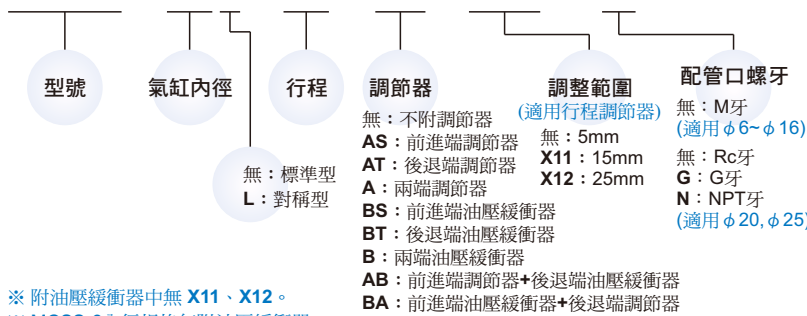 型號
氣缸內徑
行程
調節器
調整範圍
配管口螺牙
無：標準型
L：對稱型
無：不附調節器
AS：前進端調節器
AT：後退端調節器
A：兩端調節器
BS：前進端油壓緩衝器
BT：後退端油壓緩衝器
B：兩端油壓緩衝器
AB：前進端調節器+後退端油壓緩衝器
BA：前進端油壓緩衝器+後退端調節器
(適用行程調節器)
無：5mm
X11：15mm
X12：25mm
無：M牙
(適用φ6~φ16)
無：Rc牙
G：G牙
N：NPT牙
(適用φ20,φ25)
※ 附油壓緩衝器中無 X11、X12。